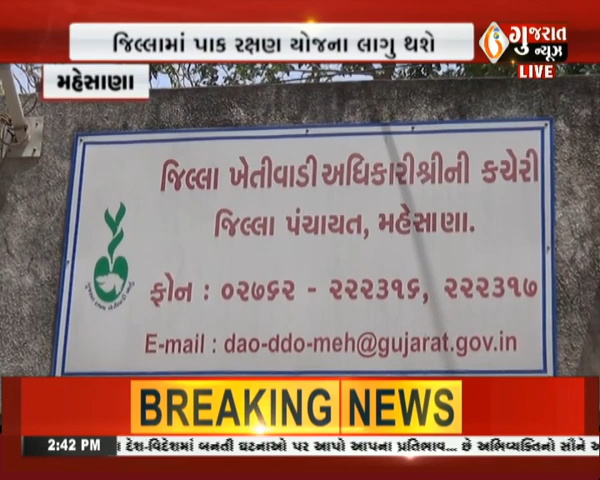 જિલ્લામાં પાક રક્ષણ યોજના લાગુ થશે
ગુજરાત
ન્યૂઝ
LIVE
મહેસાણા
જિલ્લા ખેતીવાડી અધિકારીશ્રીની કચેરી
જિલ્લા પંચાયત, મહેસાણા.
ફોન : ૦૨૭૬૨ - ૨૨૨૩૧૬, ૨૨૨૩૧૭
E-mail : dao-ddo-meh@gujarat.gov.in
BREAKING NEWS
2:42 PM દેશ-વિદેશમાં બનતી ઘટનાઓ પર આપો આપના પ્રતિભાવ... છે અભિવ્યક્તિનો સૌને